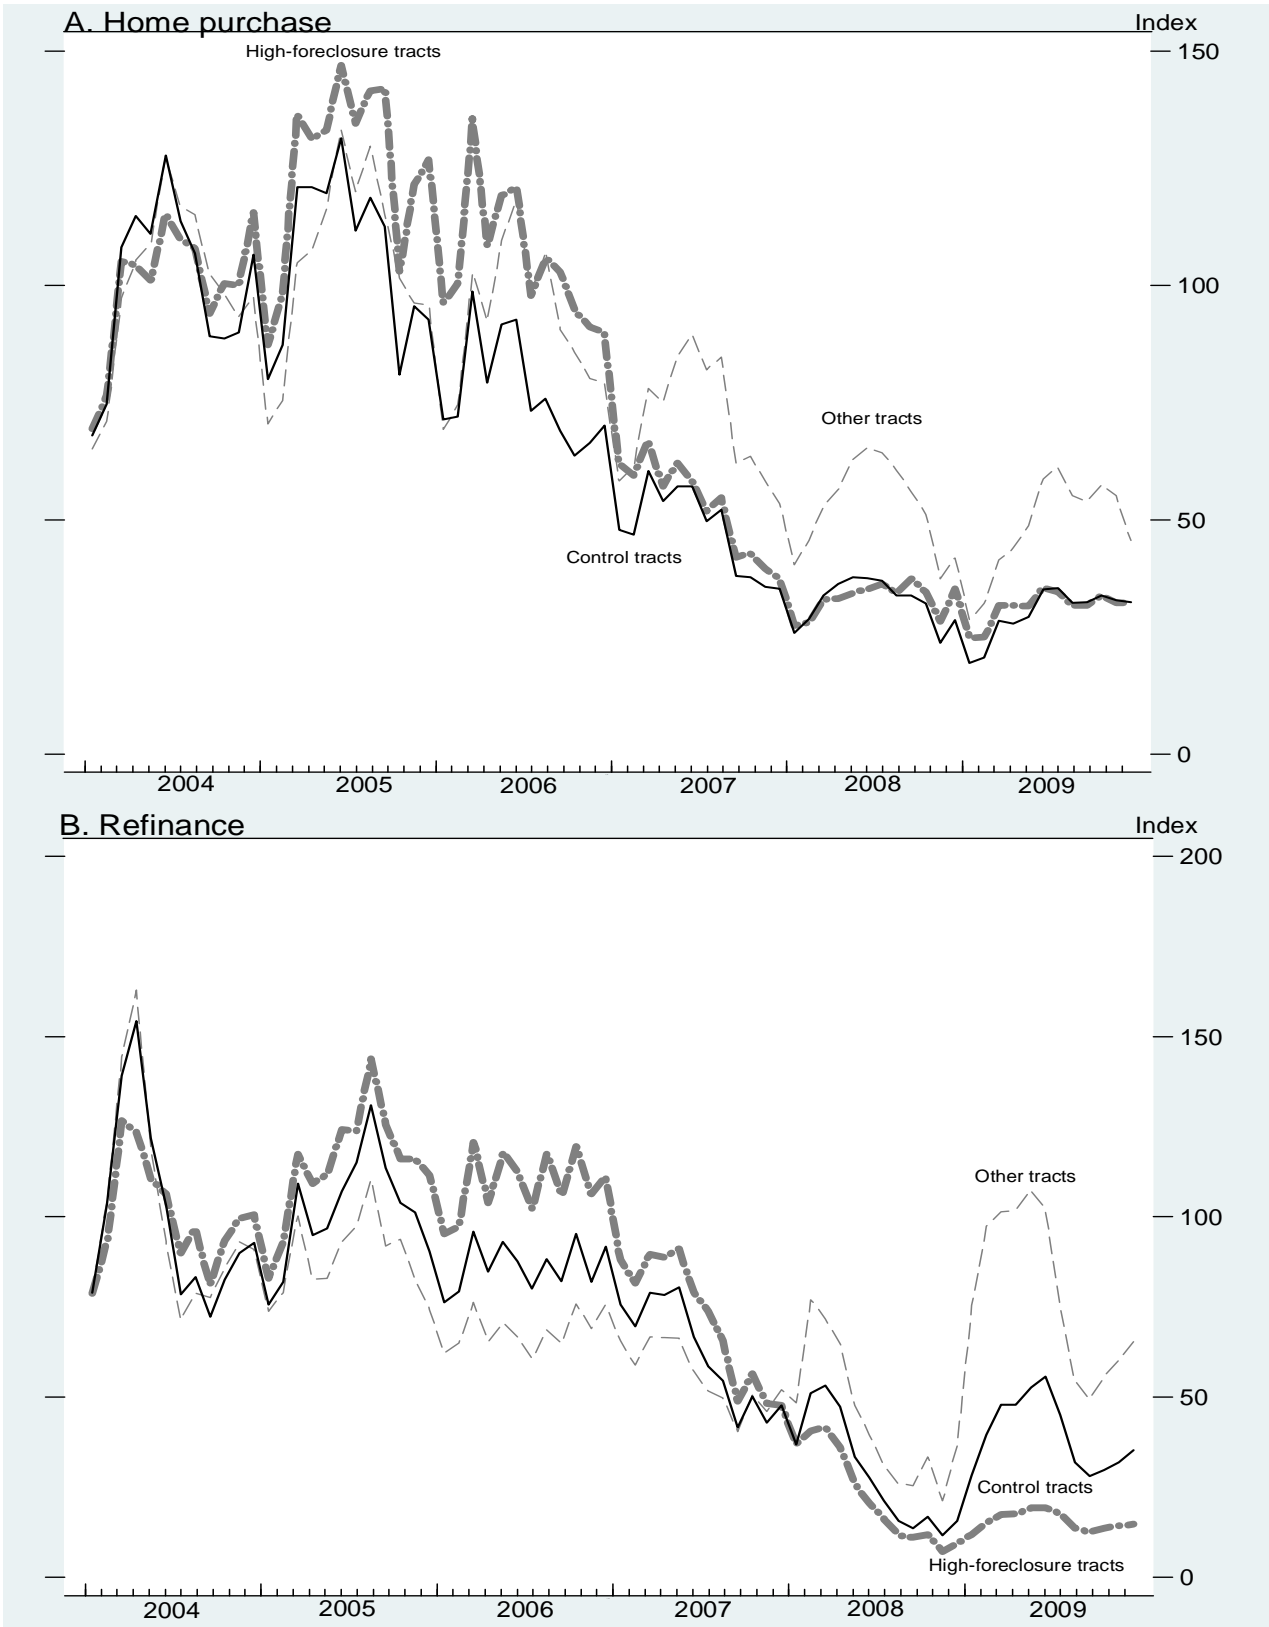 A. Home purchase
Index
High-foreclosure tracts
150
100
Other tracts
50
Control tracts
0
2004 2005 2006 2007 2008 2009
B. Refinance
Index
200
150
Other tracts
100
50
Control tracts
High-foreclosure tracts
0
2004 2005 2006 2007 2008 2009